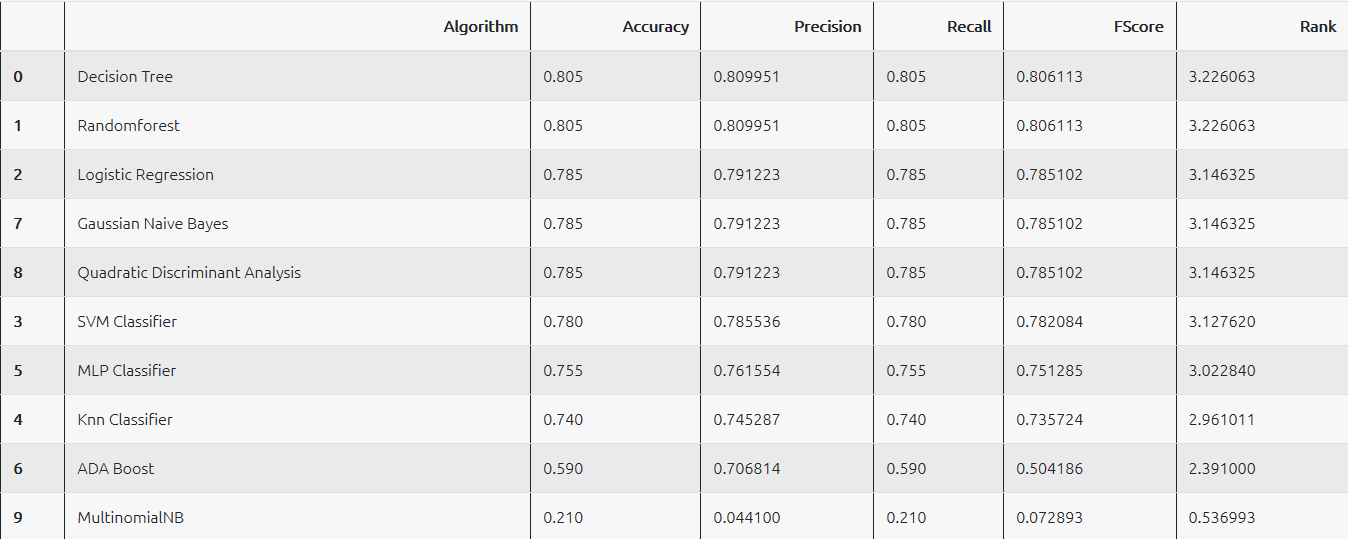 Algorithm Accuracy Precision Recall FScore Rank
0 Decision Tree 0.805 0.809951 0.805 0.806113 3.226063
1 Randomforest 0.805 0.809951 0.805 0.806113 3.226063
2 Logistic Regression 0.785 0.791223 0.785 0.785102 3.146325
7 Gaussian Naive Bayes 0.785 0.791223 0.785 0.785102 3.146325
8 Quadratic Discriminant Analysis 0.785 0.791223 0.785 0.785102 3.146325
3 SVM Classifier 0.780 0.785536 0.780 0.782084 3.127620
5 MLP Classifier 0.755 0.761554 0.755 0.751285 3.022840
4 Knn Classifier 0.740 0.745287 0.740 0.735724 2.961011
6 ADA Boost 0.590 0.706814 0.590 0.504186 2.391000
9 MultinomialNB 0.210 0.044100 0.210 0.072893 0.536993